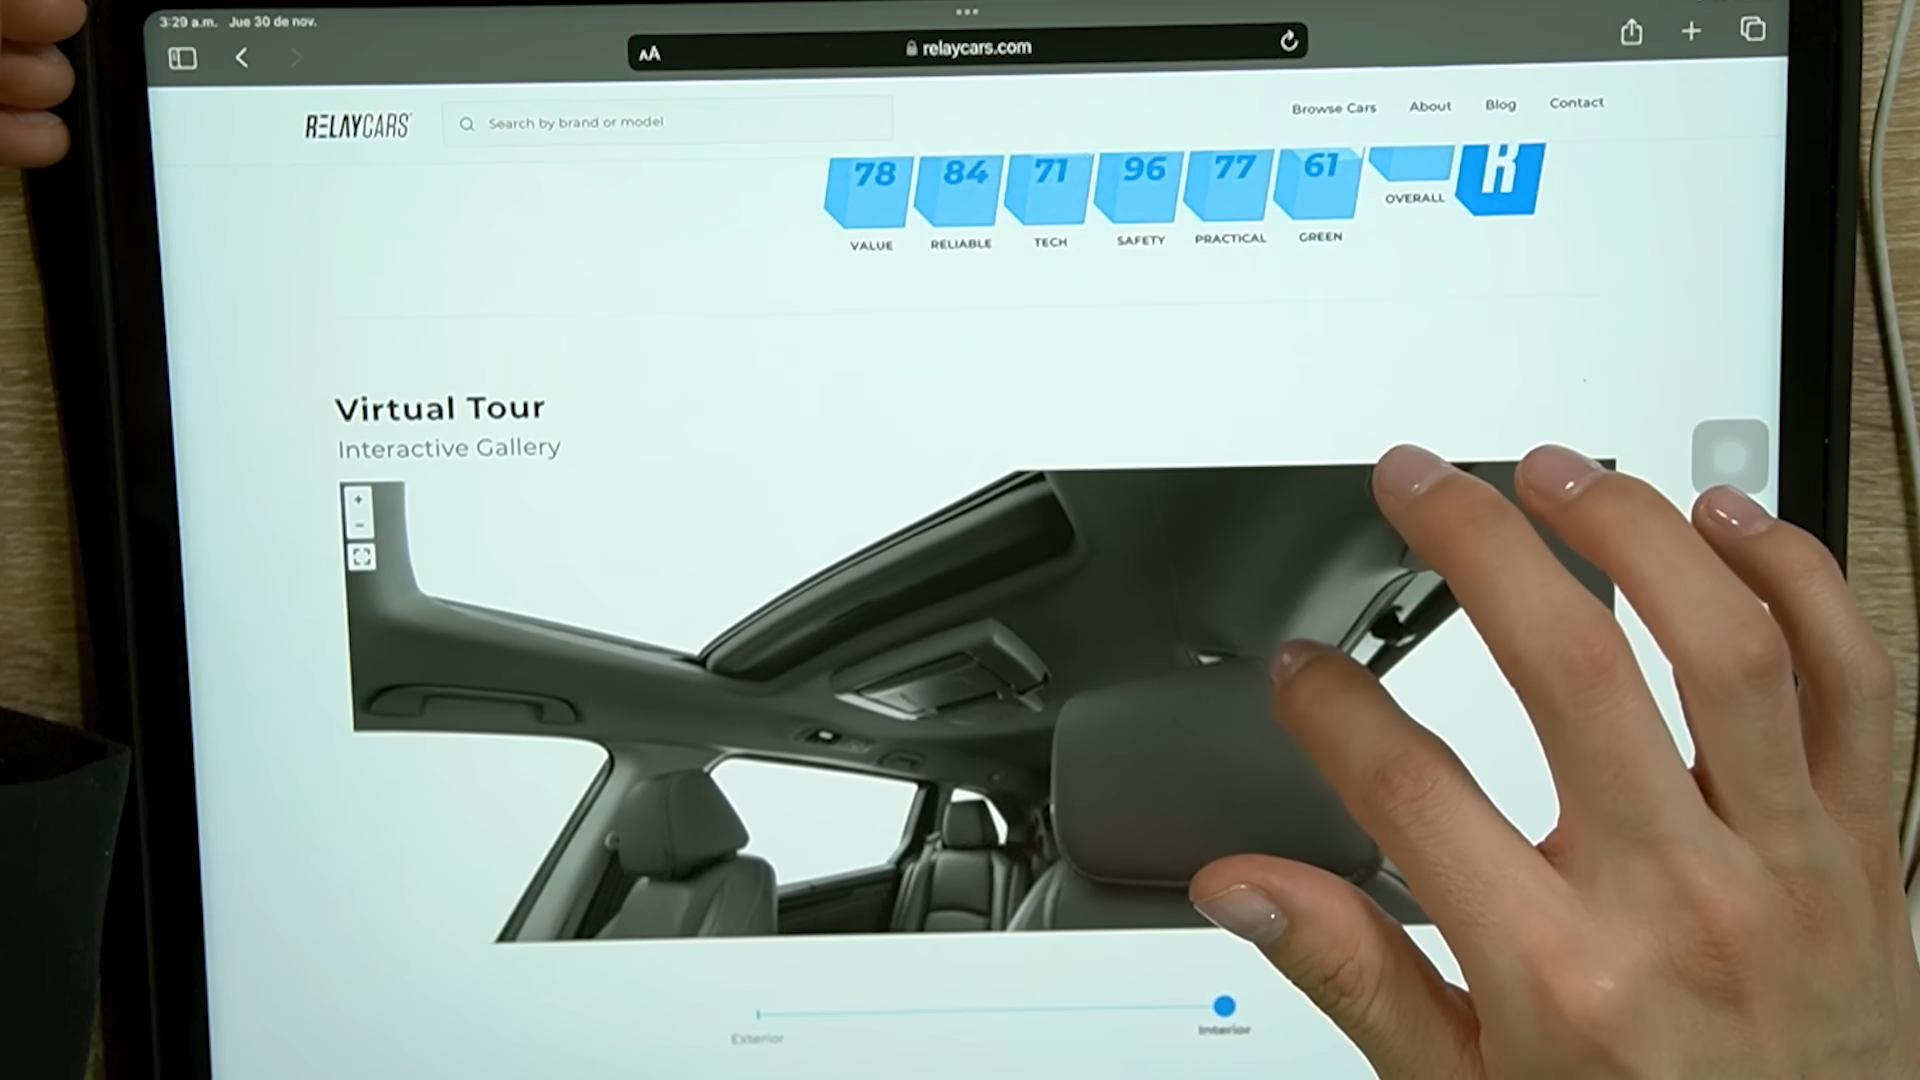 3:29 a.m. Jue 30 de nov.
AA relaycars.com
RELAYCARS
Search by brand or model
Browse Cars About Blog Contact
78 84 71 96 77 61 R
VALUE RELIABLE TECH SAFETY PRACTICAL GREEN OVERALL
Virtual Tour
Interactive Gallery
Exterior Interior